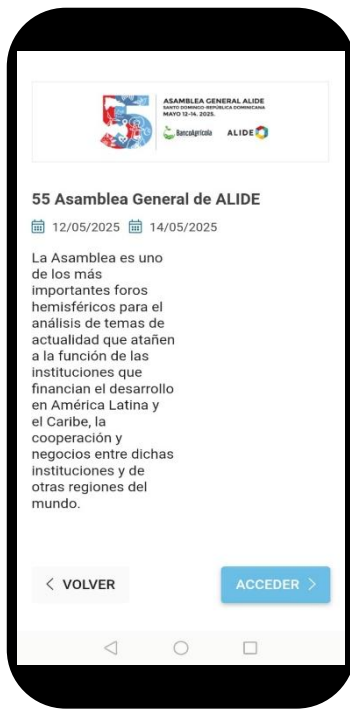 55
ASAMBLEA GENERAL ALIDE
SANTO DOMINGO-REPÚBLICA DOMINICANA
MAYO 12-14, 2025.
BancoAgrícola
ALIDE
55 Asamblea General de ALIDE
12/05/2025 14/05/2025
La Asamblea es uno
de los más
importantes foros
hemisféricos para el
análisis de temas de
actualidad que atañen
a la función de las
instituciones que
financian el desarrollo
en América Latina y
el Caribe, la
cooperación y
negocios entre dichas
instituciones y de
otras regiones del
mundo.
< VOLVER
ACCEDER >